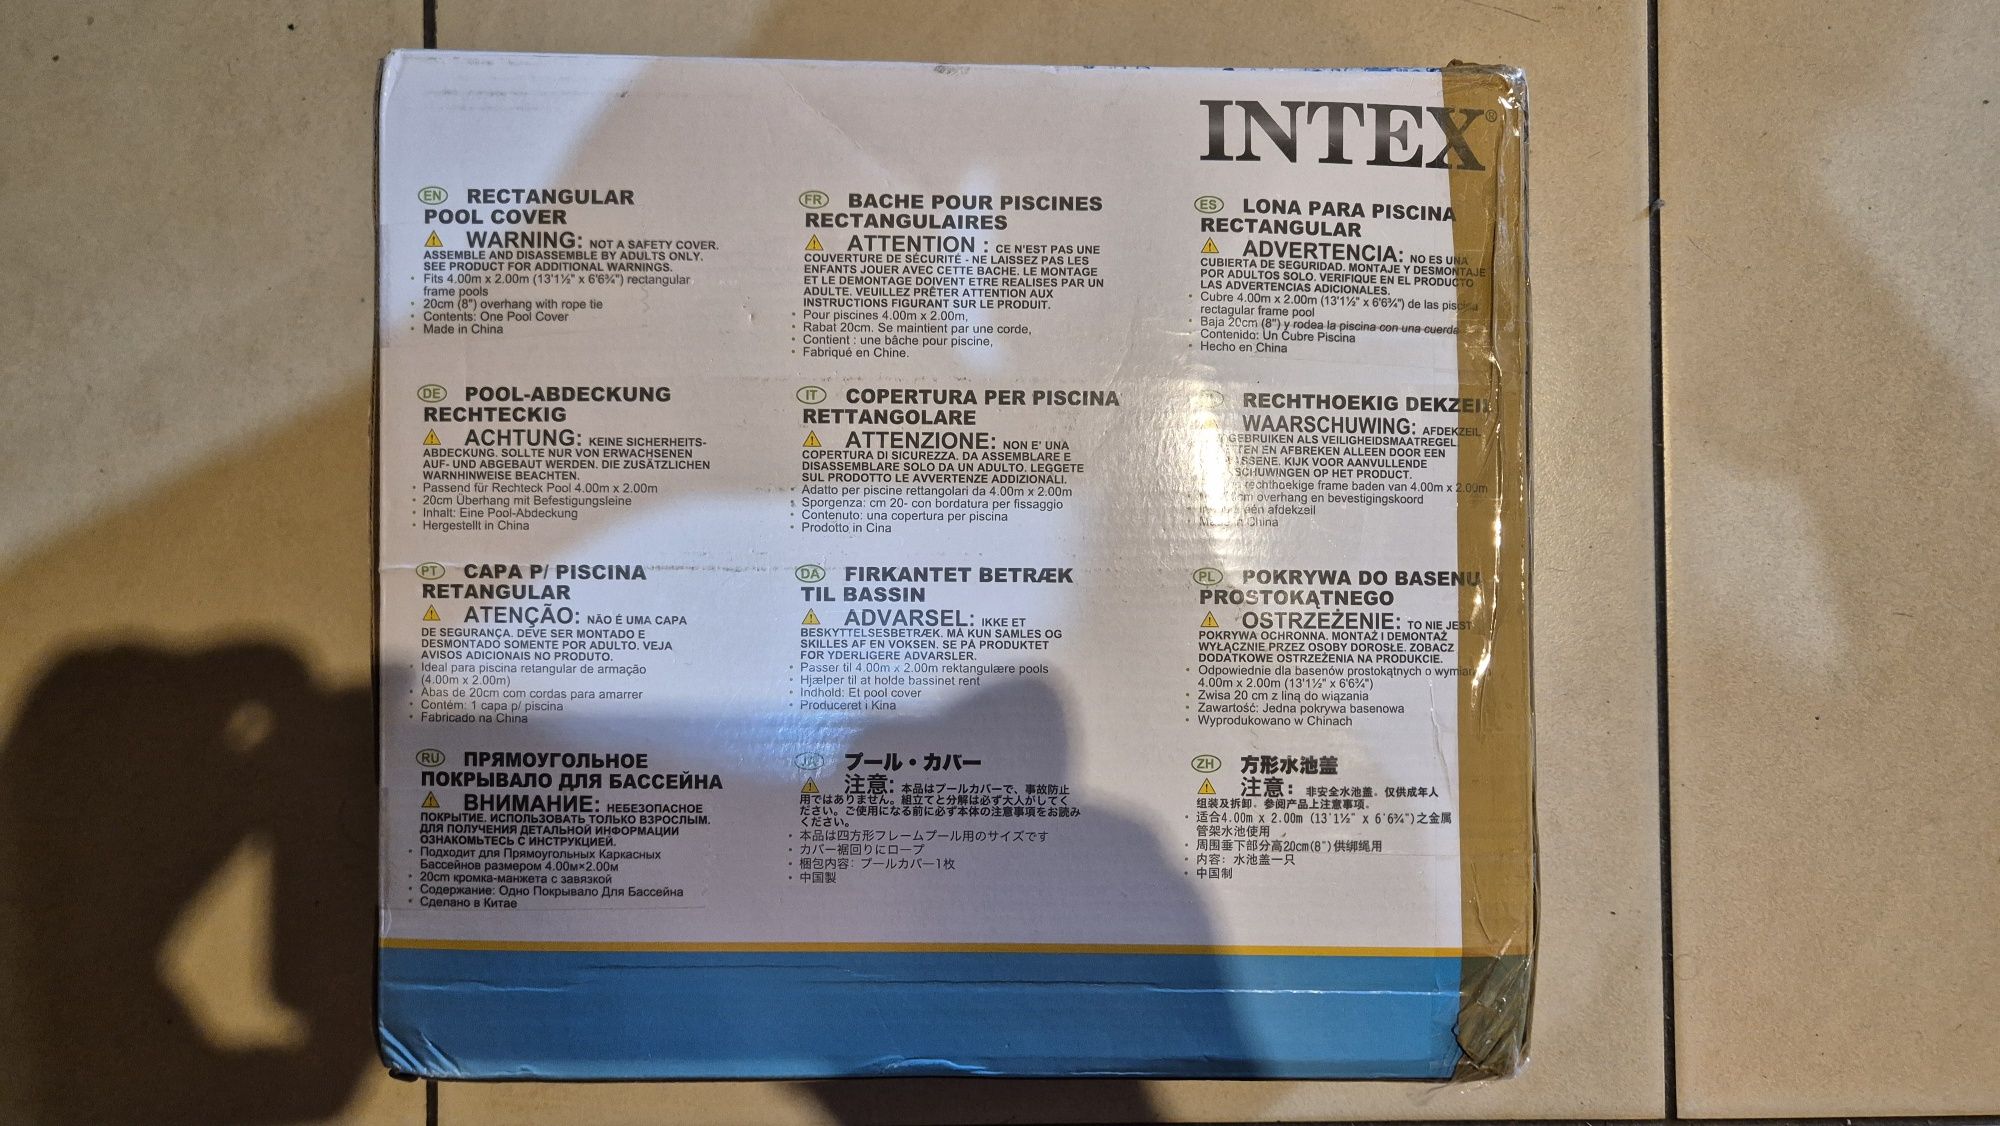 INTEX®
EN RECTANGULAR
POOL COVER
WARNING: NOT A SAFETY COVER.
ASSEMBLE AND DISASSEMBLE BY ADULTS ONLY.
SEE PRODUCT FOR ADDITIONAL WARNINGS.
• Fits 4.00m x 2.00m (13'1½" x 6'6¾") rectangular
frame pools
• 20cm (8") overhang with rope tie
• Contents: One Pool Cover
• Made in China
FR BACHE POUR PISCINES
RECTANGULAIRES
ATTENTION : CE N'EST PAS UNE
COUVERTURE DE SÉCURITÉ - NE LAISSEZ PAS LES
ENFANTS JOUER AVEC CETTE BACHE. LE MONTAGE
ET LE DEMONTAGE DOIVENT ETRE REALISES PAR UN
ADULTE. VEUILLEZ PRÊTER ATTENTION AUX
INSTRUCTIONS FIGURANT SUR LE PRODUIT.
• Pour piscines 4.00m x 2.00m,
• Rabat 20cm. Se maintient par une corde,
• Contient : une bâche pour piscine,
• Fabriqué en Chine.
ES LONA PARA PISCINA
RECTANGULAR
ADVERTENCIA: NO ES UNA
CUBIERTA DE SEGURIDAD. MONTAJE Y DESMONTAJE
POR ADULTOS SOLO. VERIFIQUE EN EL PRODUCTO
LAS ADVERTENCIAS ADICIONALES.
• Cubre 4.00m x 2.00m (13'1½" x 6'6¾") de las piscina
rectagular frame pool
• Baja 20cm (8") y rodea la piscina con una cuerda
• Contenido: Un Cubre Piscina
• Hecho en China
DE POOL-ABDECKUNG
RECHTECKIG
ACHTUNG: KEINE SICHERHEITS-
ABDECKUNG. SOLLTE NUR VON ERWACHSENEN
AUF- UND ABGEBAUT WERDEN. DIE ZUSÄTZLICHEN
WARNHINWEISE BEACHTEN.
• Passend für Rechteck Pool 4.00m x 2.00m
• 20cm Überhang mit Befestigungsleine
• Inhalt: Eine Pool-Abdeckung
• Hergestellt in China
IT COPERTURA PER PISCINA
RETTANGOLARE
ATTENZIONE: NON E' UNA
COPERTURA DI SICUREZZA. DA ASSEMBLARE E
DISASSEMBLARE SOLO DA UN ADULTO. LEGGETE
SUL PRODOTTO LE AVVERTENZE ADDIZIONALI.
• Adatto per piscine rettangolari da 4.00m x 2.00m
• Sporgenza: cm 20- con bordatura per fissaggio
• Contenuto: una copertura per piscina
• Prodotto in Cina
RECHTHOEKIG DEKZEIL
WAARSCHUWING: AFDEKZEIL
GEBRUIKEN ALS VEILIGHEIDSMAATREGEL.
EN AFBREKEN ALLEEN DOOR EEN
KIJK VOOR AANVULLENDE
OP HET PRODUCT.
rechthoekige frame baden van 4.00m x 2.00m
overhang en bevestigingskoord
één afdekzeil
in China
PT CAPA P/ PISCINA
RETANGULAR
ATENÇÃO: NÃO É UMA CAPA
DE SEGURANÇA. DEVE SER MONTADO E
DESMONTADO SOMENTE POR ADULTO. VEJA
AVISOS ADICIONAIS NO PRODUTO.
• Ideal para piscina retangular de armação
(4.00m x 2.00m)
• Abas de 20cm com cordas para amarrer
• Contém: 1 capa p/ piscina
• Fabricado na China
DA FIRKANTET BETRÆK
TIL BASSIN
ADVARSEL: IKKE ET
BESKYTTELSESBETRÆK. MÅ KUN SAMLES OG
SKILLES AF EN VOKSEN. SE PÅ PRODUKTET
FOR YDERLIGERE ADVARSLER.
• Passer til 4.00m x 2.00m rektangulære pools
• Hjælper til at holde bassinet rent
• Indhold: Et pool cover
• Produceret i Kina
PL POKRYWA DO BASENU
PROSTOKĄTNEGO
OSTRZEŻENIE: TO NIE JEST
POKRYWA OCHRONNA. MONTAŻ I DEMONTAŻ
WYŁĄCZNIE PRZEZ OSOBY DOROSŁE. ZOBACZ
DODATKOWE OSTRZEŻENIA NA PRODUKCIE.
• Odpowiednie dla basenów prostokątnych o
4.00m x 2.00m (13'1½" x 6'6¾")
• Zwisa 20 cm z liną do wiązania
• Zawartość: Jedna pokrywa basenowa
• Wyprodukowano w Chinach
RU ПРЯМОУГОЛЬНОЕ
ПОКРЫВАЛО ДЛЯ БАССЕЙНА
ВНИМАНИЕ: НЕБЕЗОПАСНОЕ
ПОКРЫТИЕ. ИСПОЛЬЗОВАТЬ ТОЛЬКО ВЗРОСЛЫМ.
ДЛЯ ПОЛУЧЕНИЯ ДЕТАЛЬНОЙ ИНФОРМАЦИИ
ОЗНАКОМЬТЕСЬ С ИНСТРУКЦИЕЙ.
• Подходит для Прямоугольных Каркасных
Бассейнов размером 4.00м×2.00м
• 20cm кромка-манжета с завязкой
• Содержание: Одно Покрывало Для Бассейна
• Сделано в Китае
JA プール・カバー
注意: 本品はプールカバーで、事故防止
用ではありません。組立てと分解は必ず大人がしてく
ださい。ご使用になる前に必ず本体の注意事項をお読み
ください。
• 本品は四方形フレームプール用のサイズです
• カバー裾回りにロープ
• 梱包内容: プールカバー1枚
• 中国製
ZH 方形水池盖
注意: 非安全水池盖。仅供成年人
组装及拆卸。参阅产品上注意事项。
• 适合4.00m x 2.00m (13'1½" x 6'6¾")之金属
管架水池使用
• 周围垂下部分高20cm(8")供绑绳用
• 内容: 水池盖一只
• 中国制